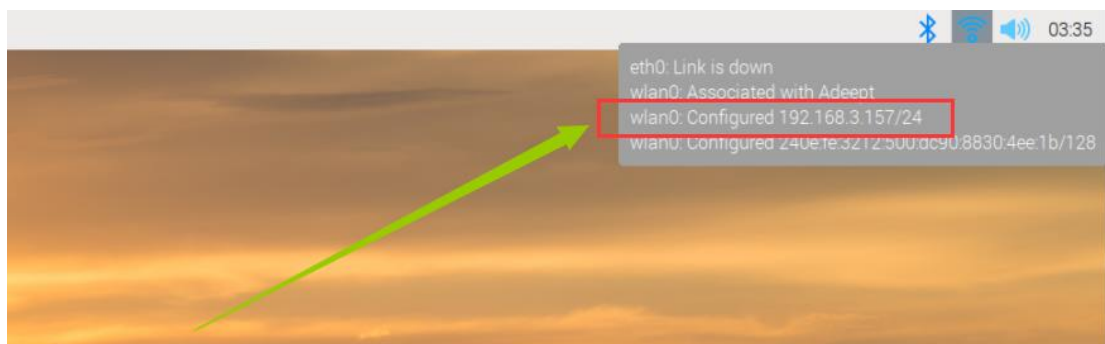 03:35
eth0: Link is down
wlan0: Associated with Adeept
wlan0: Configured 192.168.3.157/24
wlan0: Configured 240e:fe:3212:500:dc90:8830:4ee:1b/128